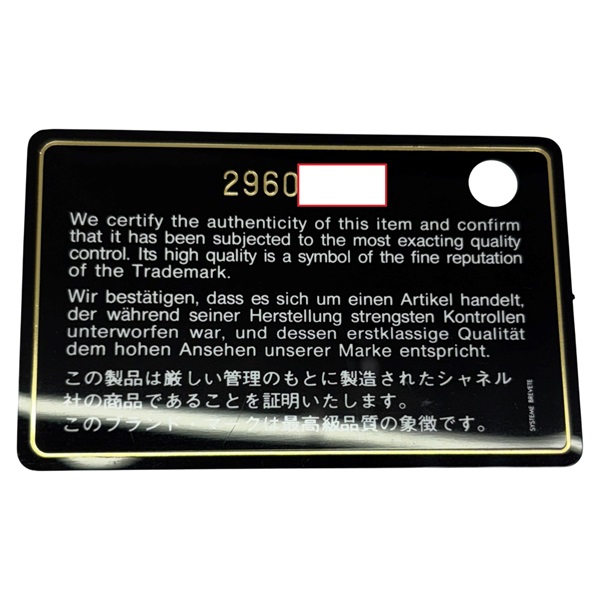 2960
We certify the authenticity of this item and confirm
that it has been subjected to the most exacting quality
control. Its high quality is a symbol of the fine reputation
of the Trademark.
Wir bestätigen, dass es sich um einen Artikel handelt,
der während seiner Herstellung strengsten Kontrollen
unterworfen war, und dessen erstklassige Qualität
dem hohen Ansehen unserer Marke entspricht.
この製品は厳しい管理のもとに製造されたシャネル
社の商品であることを証明いたします。
このブランド・マークは最高級品質の象徴です。
SYSTEME BREVETE